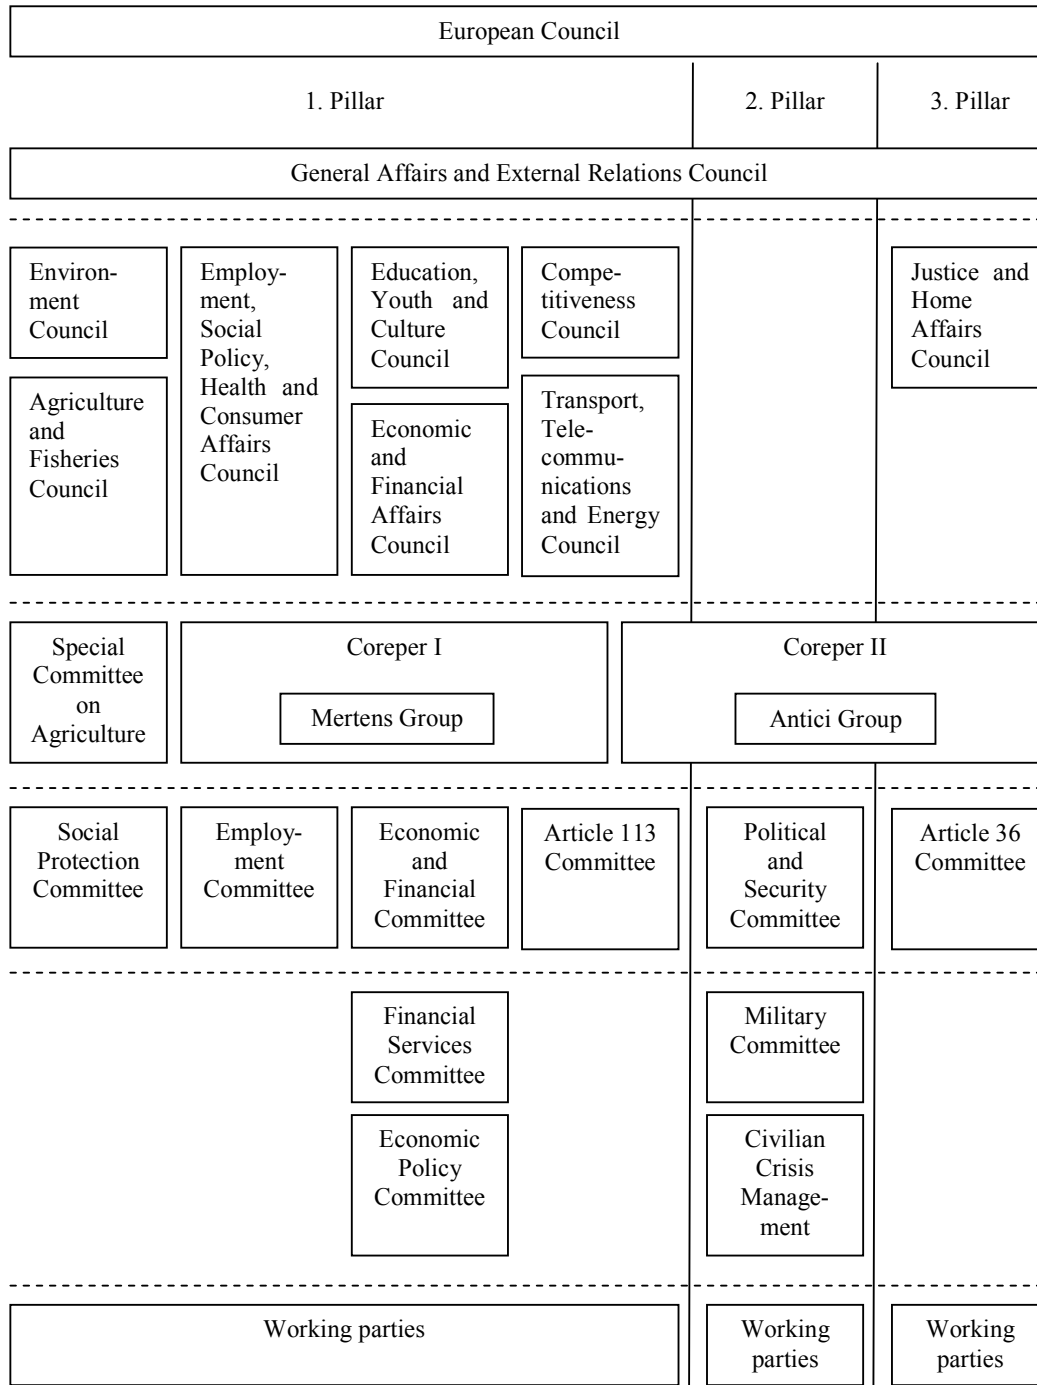 European Council
1. Pillar
2. Pillar
3. Pillar
General Affairs and External Relations Council
Environ-
ment
Council
Agriculture
and
Fisheries
Council
Employ-
ment,
Social
Policy,
Health and
Consumer
Affairs
Council
Education,
Youth and
Culture
Council
Economic
and
Financial
Affairs
Council
Compe-
titiveness
Council
Transport,
Tele-
commu-
nications
and Energy
Council
Justice and
Home
Affairs
Council
Special
Committee
on
Agriculture
Coreper I
Mertens Group
Coreper II
Antici Group
Social
Protection
Committee
Employ-
ment
Committee
Economic
and
Financial
Committee
Article 113
Committee
Political
and
Security
Committee
Article 36
Committee
Financial
Services
Committee
Economic
Policy
Committee
Military
Committee
Civilian
Crisis
Manage-
ment
Working parties
Working
parties
Working
parties